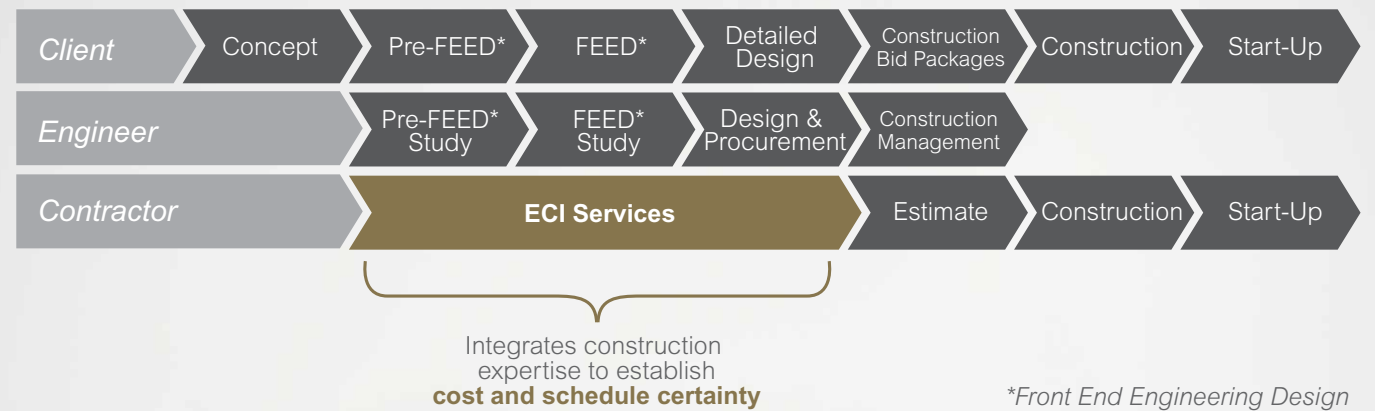 Client
Concept
Pre-FEED*
FEED*
Detailed
Design
Construction
Bid Packages
Construction
Start-Up
Engineer
Pre-FEED*
Study
FEED*
Study
Design &
Procurement
Construction
Management
Contractor
ECI Services
Estimate
Construction
Start-Up
Integrates construction
expertise to establish
cost and schedule certainty
*Front End Engineering Design